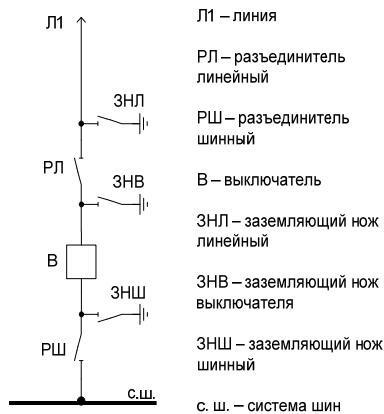 Л1
ЗНЛ
РЛ
ЗНВ
В
ЗНШ
РШ
с.ш.
Л1 – линия
РЛ – разъединитель
линейный
РШ – разъединитель
шинный
В – выключатель
ЗНЛ – заземляющий нож
линейный
ЗНВ – заземляющий нож
выключателя
ЗНШ – заземляющий нож
шинный
с. ш. – система шин